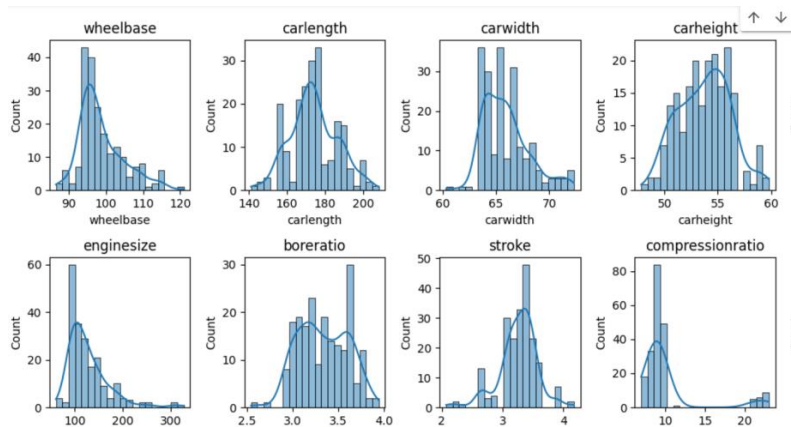 wheelbase carlength carwidth carheight
Count 40 30 20 10 0 90 100 110 120 wheelbase
Count 30 20 10 0 140 160 180 200 carlength
Count 30 20 10 0 60 65 70 carwidth
Count 20 15 10 5 0 50 55 60 carheight
enginesize boreratio stroke compressionratio
Count 60 40 20 0 100 200 300
Count 30 20 10 0 2.5 3.0 3.5 4.0
Count 50 40 30 20 10 0 2 3 4
Count 80 60 40 20 0 10 15 20